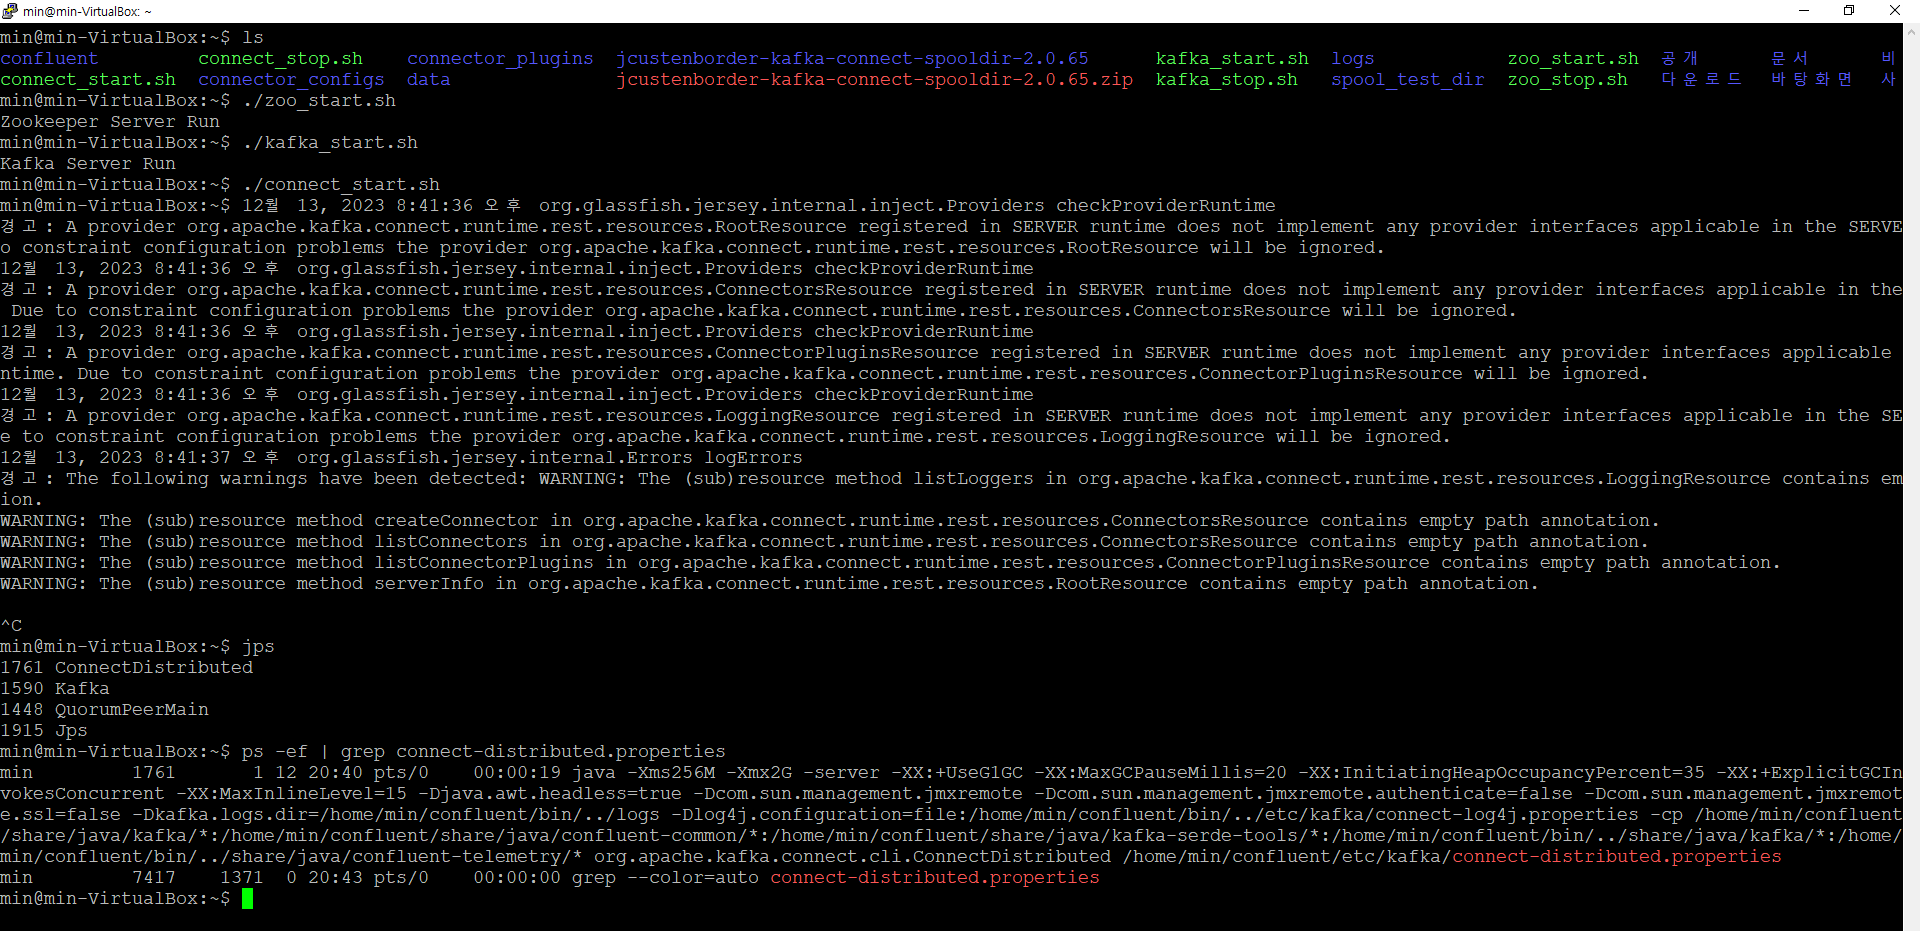 min@min-VirtualBox: ~
min@min-VirtualBox:~$ ls
confluent connect_stop.sh connector_plugins jcustenborder-kafka-connect-spooldir-2.0.65 kafka_start.sh logs zoo_start.sh 공개 문서 비
connect_start.sh connector_configs data jcustenborder-kafka-connect-spooldir-2.0.65.zip kafka_stop.sh spool_test_dir zoo_stop.sh 다운로드 바탕화면 사
min@min-VirtualBox:~$ ./zoo_start.sh
Zookeeper Server Run
min@min-VirtualBox:~$ ./kafka_start.sh
Kafka Server Run
min@min-VirtualBox:~$ ./connect_start.sh
min@min-VirtualBox:~$ 12월 13, 2023 8:41:36 오후 org.glassfish.jersey.internal.inject.Providers checkProviderRuntime
경고: A provider org.apache.kafka.connect.runtime.rest.resources.RootResource registered in SERVER runtime does not implement any provider interfaces applicable in the SERVE
o constraint configuration problems the provider org.apache.kafka.connect.runtime.rest.resources.RootResource will be ignored.
12월 13, 2023 8:41:36 오후 org.glassfish.jersey.internal.inject.Providers checkProviderRuntime
경고: A provider org.apache.kafka.connect.runtime.rest.resources.ConnectorsResource registered in SERVER runtime does not implement any provider interfaces applicable in the
Due to constraint configuration problems the provider org.apache.kafka.connect.runtime.rest.resources.ConnectorsResource will be ignored.
12월 13, 2023 8:41:36 오후 org.glassfish.jersey.internal.inject.Providers checkProviderRuntime
경고: A provider org.apache.kafka.connect.runtime.rest.resources.ConnectorPluginsResource registered in SERVER runtime does not implement any provider interfaces applicable
ntime. Due to constraint configuration problems the provider org.apache.kafka.connect.runtime.rest.resources.ConnectorPluginsResource will be ignored.
12월 13, 2023 8:41:36 오후 org.glassfish.jersey.internal.inject.Providers checkProviderRuntime
경고: A provider org.apache.kafka.connect.runtime.rest.resources.LoggingResource registered in SERVER runtime does not implement any provider interfaces applicable in the SE
e to constraint configuration problems the provider org.apache.kafka.connect.runtime.rest.resources.LoggingResource will be ignored.
12월 13, 2023 8:41:37 오후 org.glassfish.jersey.internal.Errors logErrors
경고: The following warnings have been detected: WARNING: The (sub)resource method listLoggers in org.apache.kafka.connect.runtime.rest.resources.LoggingResource contains em
ion.
WARNING: The (sub)resource method createConnector in org.apache.kafka.connect.runtime.rest.resources.ConnectorsResource contains empty path annotation.
WARNING: The (sub)resource method listConnectors in org.apache.kafka.connect.runtime.rest.resources.ConnectorsResource contains empty path annotation.
WARNING: The (sub)resource method listConnectorPlugins in org.apache.kafka.connect.runtime.rest.resources.ConnectorPluginsResource contains empty path annotation.
WARNING: The (sub)resource method serverInfo in org.apache.kafka.connect.runtime.rest.resources.RootResource contains empty path annotation.
^C
min@min-VirtualBox:~$ jps
1761 ConnectDistributed
1590 Kafka
1448 QuorumPeerMain
1915 Jps
min@min-VirtualBox:~$ ps -ef | grep connect-distributed.properties
min 1761 1 12 20:40 pts/0 00:00:19 java -Xms256M -Xmx2G -server -XX:+UseG1GC -XX:MaxGCPauseMillis=20 -XX:InitiatingHeapOccupancyPercent=35 -XX:+ExplicitGCIn
vokesConcurrent -XX:MaxInlineLevel=15 -Djava.awt.headless=true -Dcom.sun.management.jmxremote -Dcom.sun.management.jmxremote.authenticate=false -Dcom.sun.management.jmxremot
e.ssl=false -Dkafka.logs.dir=/home/min/confluent/bin/../logs -Dlog4j.configuration=file:/home/min/confluent/bin/../etc/kafka/connect-log4j.properties -cp /home/min/confluent
/share/java/kafka/*:/home/min/confluent/share/java/confluent-common/*:/home/min/confluent/share/java/kafka-serde-tools/*:/home/min/confluent/bin/../share/java/kafka/*:/home/
min/confluent/bin/../share/java/confluent-telemetry/* org.apache.kafka.connect.cli.ConnectDistributed /home/min/confluent/etc/kafka/connect-distributed.properties
min 7417 1371 0 20:43 pts/0 00:00:00 grep --color=auto connect-distributed.properties
min@min-VirtualBox:~$